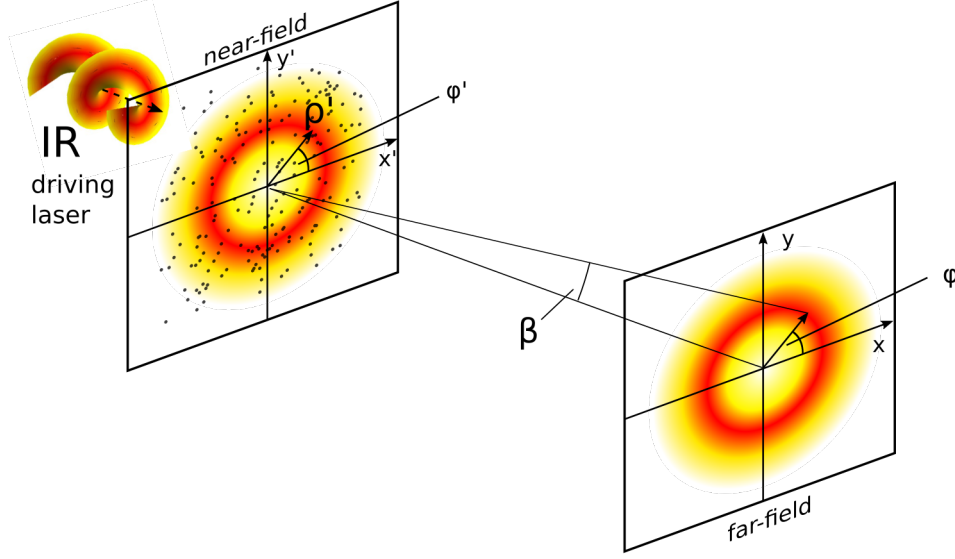 near-field
y'
φ'
ρ'
x'
IR
driving
laser
y
φ
β
x
far-field